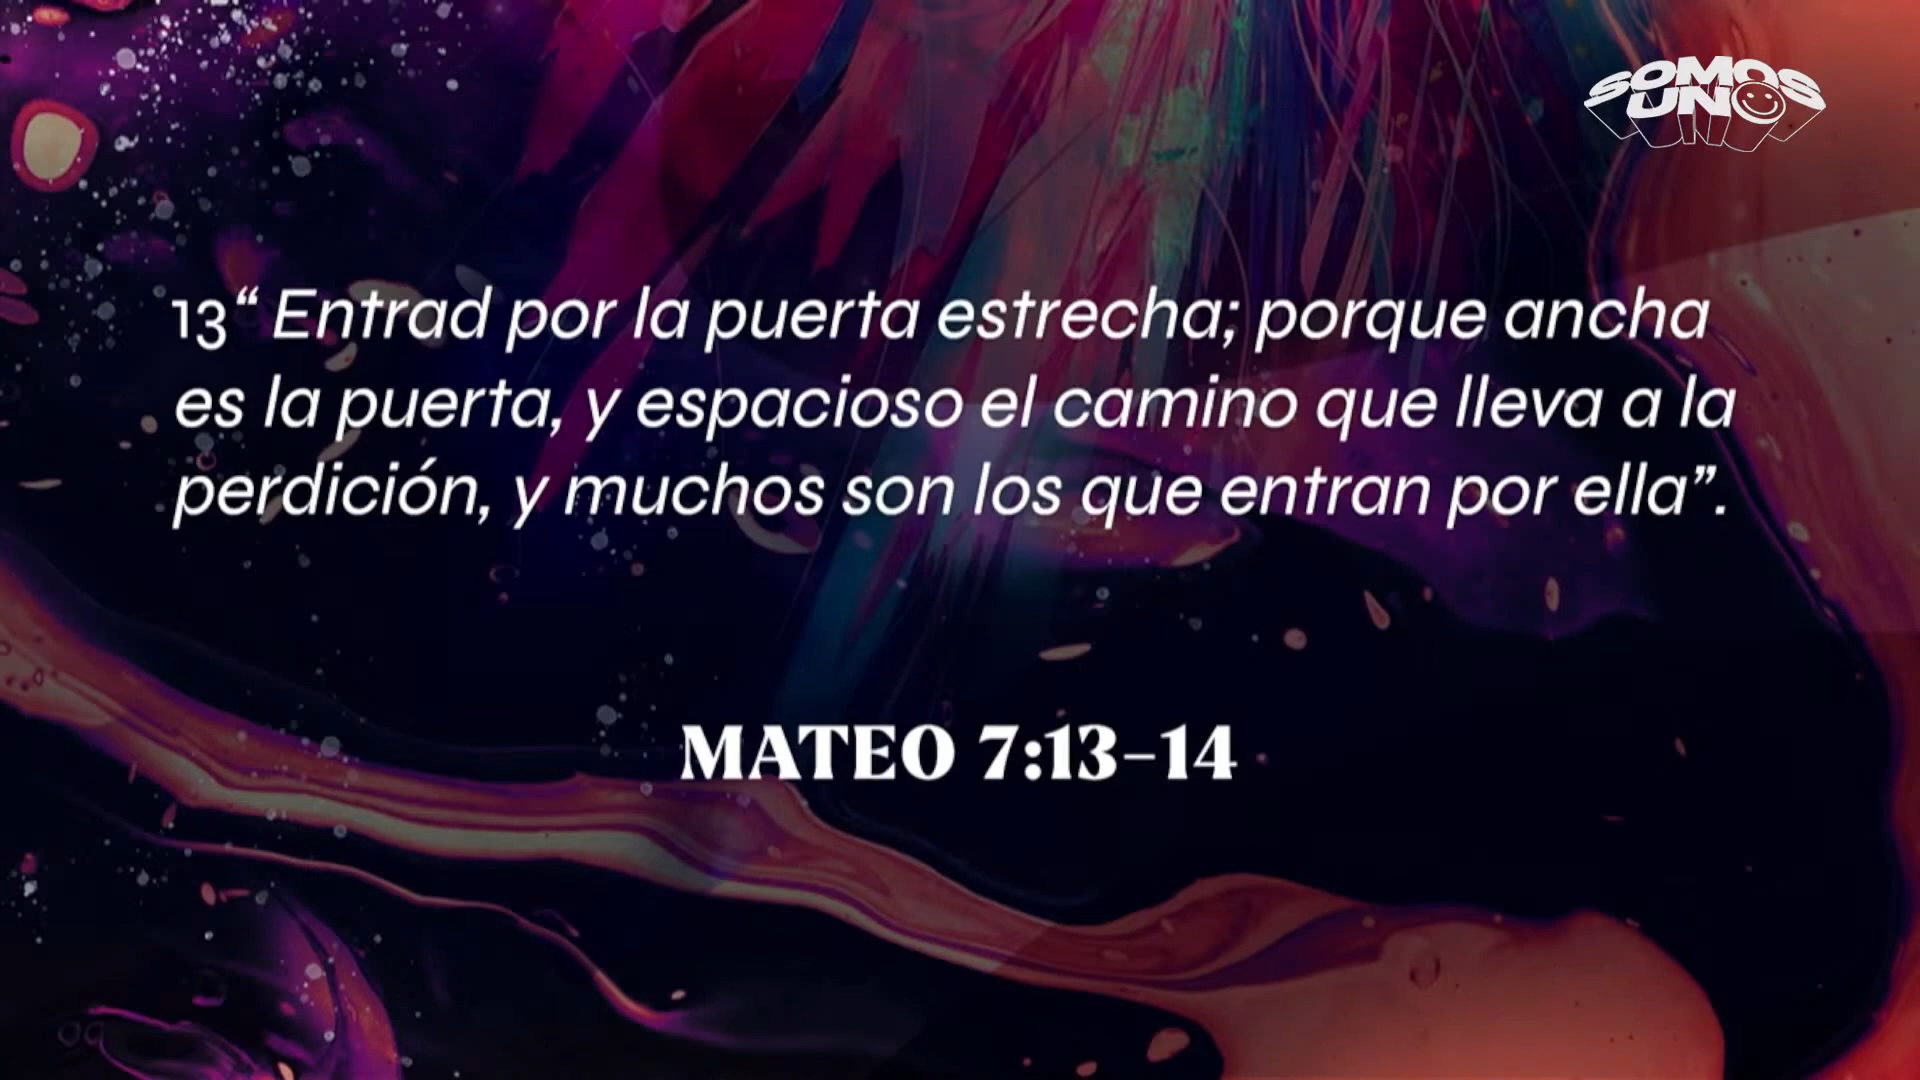 SOMOS
UNO
13“ Entrad por la puerta estrecha; porque ancha
es la puerta, y espacioso el camino que lleva a la
perdición, y muchos son los que entran por ella”.
MATEO 7:13–14